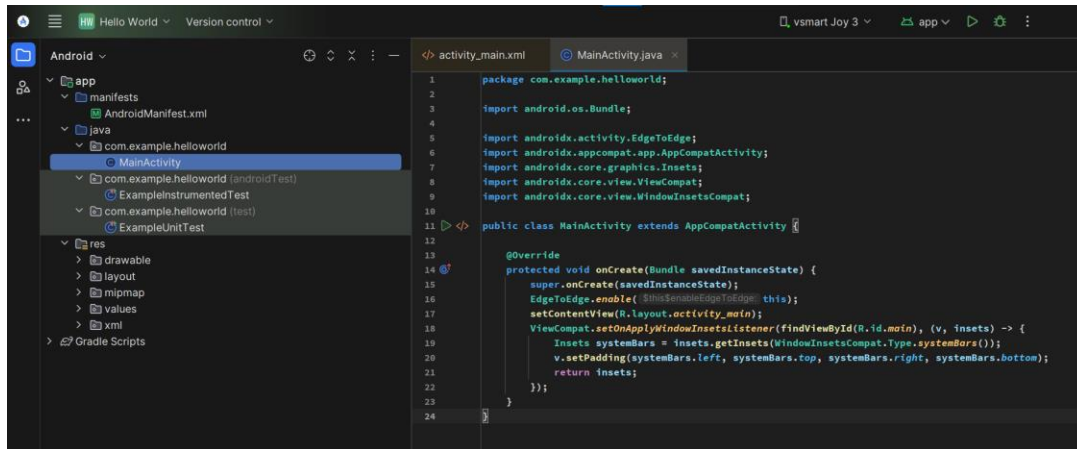 HW Hello World Version control vsmart Joy 3 app
Android
app
manifests
AndroidManifest.xml
java
com.example.helloworld
MainActivity
com.example.helloworld (androidTest)
ExampleInstrumentedTest
com.example.helloworld (test)
ExampleUnitTest
res
drawable
layout
mipmap
values
xml
Gradle Scripts
activity_main.xml MainActivity.java
1 package com.example.helloworld;
2
3 import android.os.Bundle;
4
5 import androidx.activity.EdgeToEdge;
6 import androidx.appcompat.app.AppCompatActivity;
7 import androidx.core.graphics.Insets;
8 import androidx.core.view.ViewCompat;
9 import androidx.core.view.WindowInsetsCompat;
10
11 public class MainActivity extends AppCompatActivity {
12
13 @Override
14 protected void onCreate(Bundle savedInstanceState) {
15 super.onCreate(savedInstanceState);
16 EdgeToEdge.enable( $this$enableEdgeToEdge: this);
17 setContentView(R.layout.activity_main);
18 ViewCompat.setOnApplyWindowInsetsListener(findViewById(R.id.main), (v, insets) -> {
19 Insets systemBars = insets.getInsets(WindowInsetsCompat.Type.systemBars());
20 v.setPadding(systemBars.left, systemBars.top, systemBars.right, systemBars.bottom);
21 return insets;
22 });
23 }
24 }